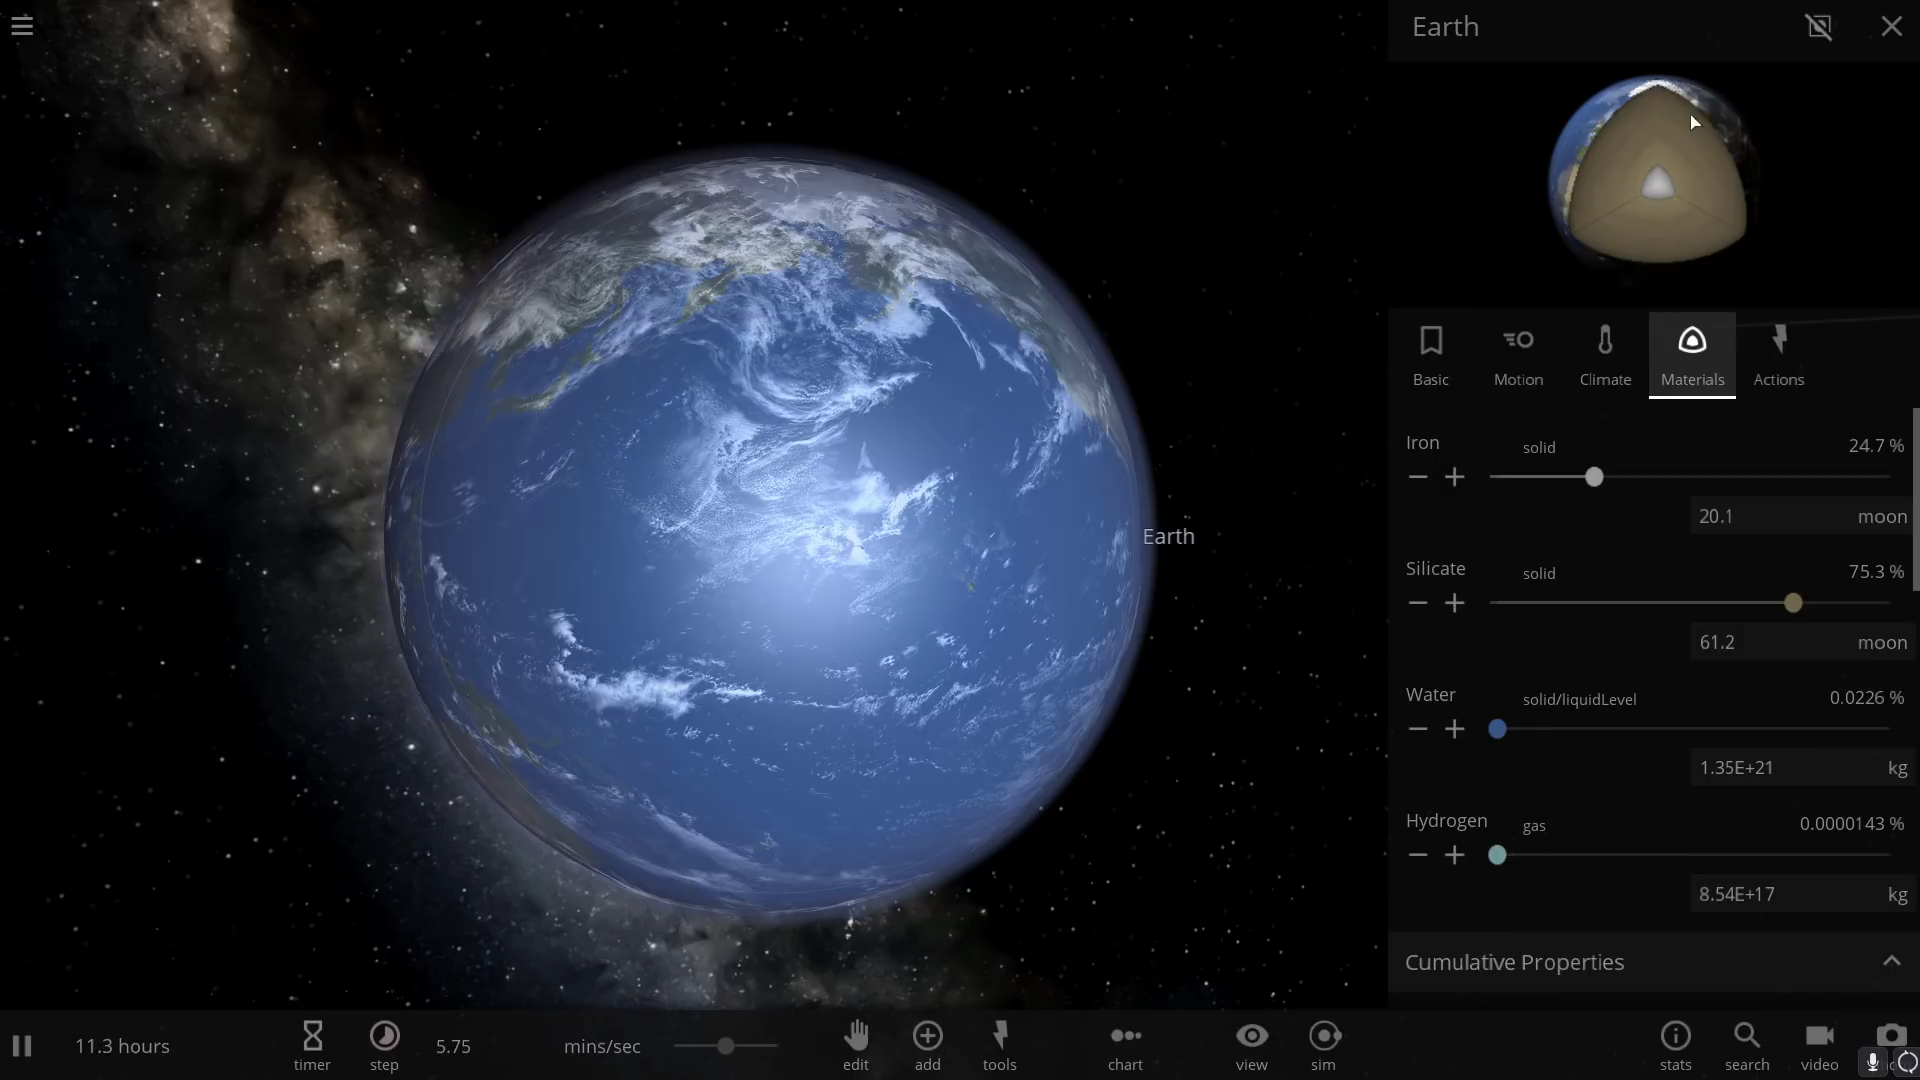 Earth
Basic
Motion
Climate
Materials
Actions
Iron solid 24.7 %
20.1 moon
Silicate solid 75.3 %
61.2 moon
Earth
Water solid/liquidLevel 0.0226 %
1.35E+21 kg
Hydrogen gas 0.0000143 %
8.54E+17 kg
Cumulative Properties
11.3 hours
timer
step
5.75 mins/sec
edit
add
tools
chart
view
sim
stats
search
video